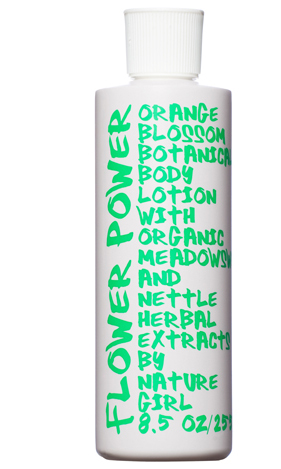 FLOWER POWER
ORANGE
BLOSSOM
BOTANICA
BODY
LOTION
WITH
ORGANIC
MEADOWSW
AND
NETTLE
HERBAL
EXTRACTS
BY
NATURE
GIRL
8.5 OZ/25